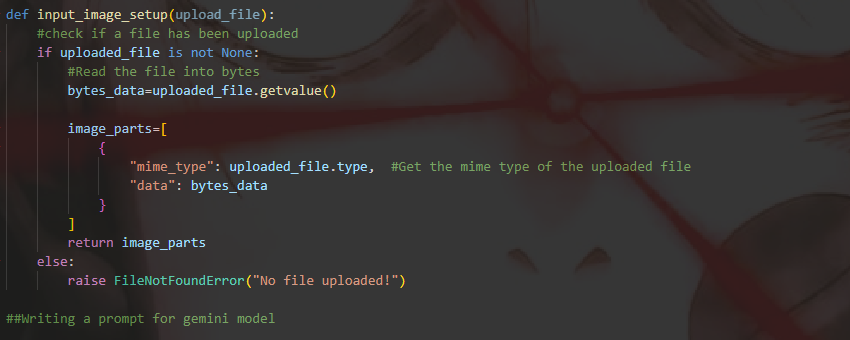 def input_image_setup(upload_file):
    #check if a file has been uploaded
    if uploaded_file is not None:
        #Read the file into bytes
        bytes_data=uploaded_file.getvalue()

        image_parts=[
            {
                "mime_type": uploaded_file.type,  #Get the mime type of the uploaded file
                "data": bytes_data
            }
        ]
        return image_parts
    else:
        raise FileNotFoundError("No file uploaded!")

##Writing a prompt for gemini model